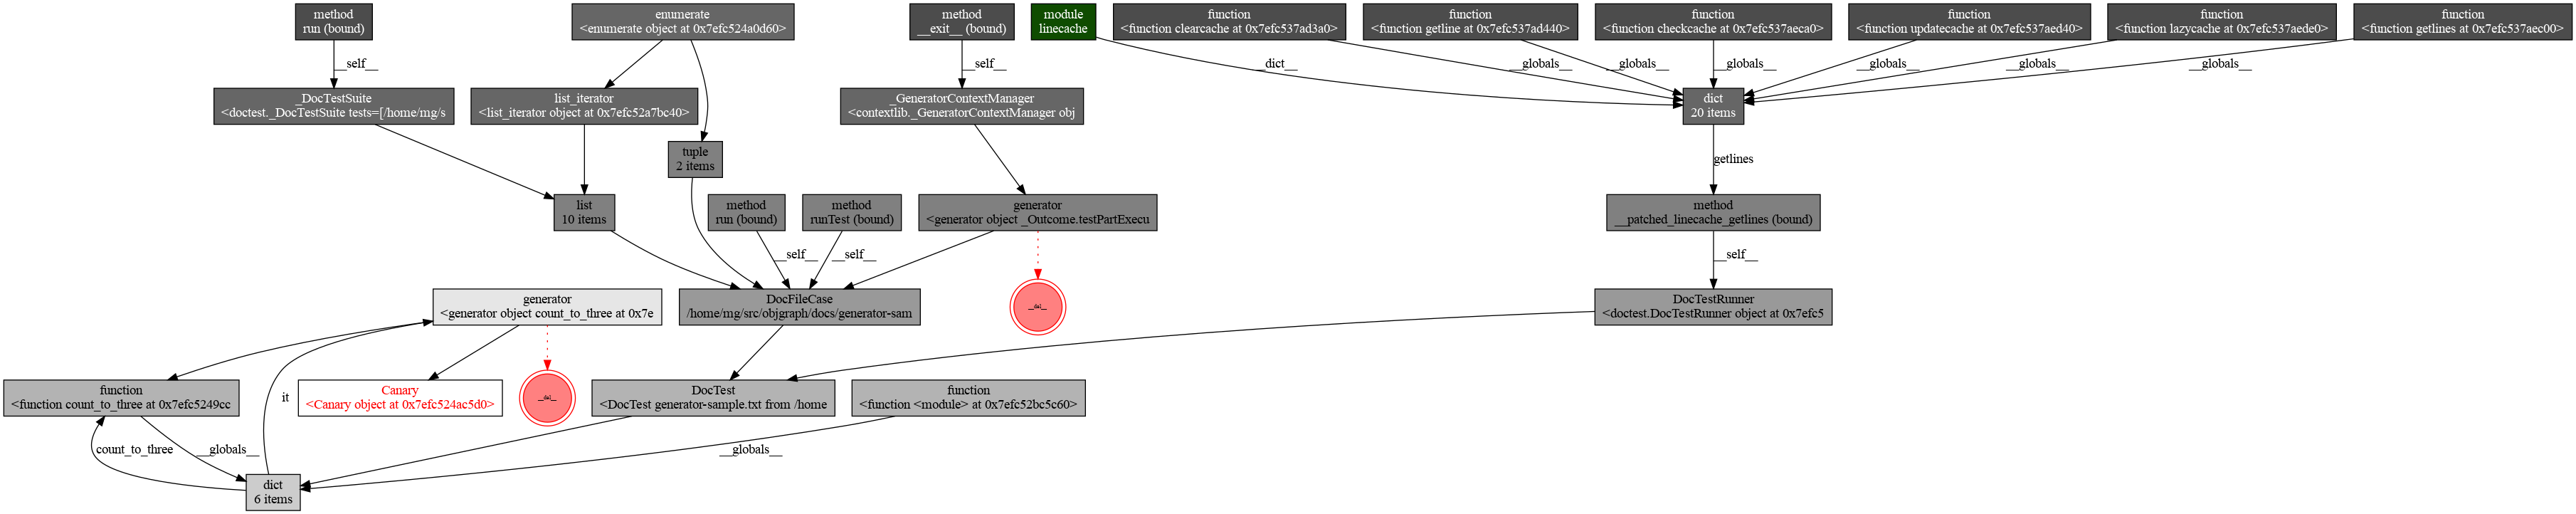 method
run (bound)
enumerate
<enumerate object at 0x7efc524a0d60>
method
__exit__ (bound)
module
linecache
function
<function clearcache at 0x7efc537ad3a0>
function
<function getline at 0x7efc537ad440>
function
<function checkcache at 0x7efc537aeca0>
function
<function updatecache at 0x7efc537aed40>
function
<function lazycache at 0x7efc537aede0>
function
<function getlines at 0x7efc537aec00>
__self__
__self__
__dict__
__globals__
__globals__
__globals__
__globals__
__globals__
__globals__
_DocTestSuite
<doctest._DocTestSuite tests=[/home/mg/s
list_iterator
<list_iterator object at 0x7efc52a7bc40>
_GeneratorContextManager
<contextlib._GeneratorContextManager obj
dict
20 items
tuple
2 items
getlines
list
10 items
method
run (bound)
method
runTest (bound)
generator
<generator object _Outcome.testPartExecu
method
__patched_linecache_getlines (bound)
__self__
__self__
__self__
generator
<generator object count_to_three at 0x7e
DocFileCase
/home/mg/src/objgraph/docs/generator-sam
__del__
DocTestRunner
<doctest.DocTestRunner object at 0x7efc5
function
<function count_to_three at 0x7efc5249cc
it
Canary
<Canary object at 0x7efc524ac5d0>
__del__
DocTest
<DocTest generator-sample.txt from /home
function
<function <module> at 0x7efc52bc5c60>
count_to_three
__globals__
__globals__
dict
6 items